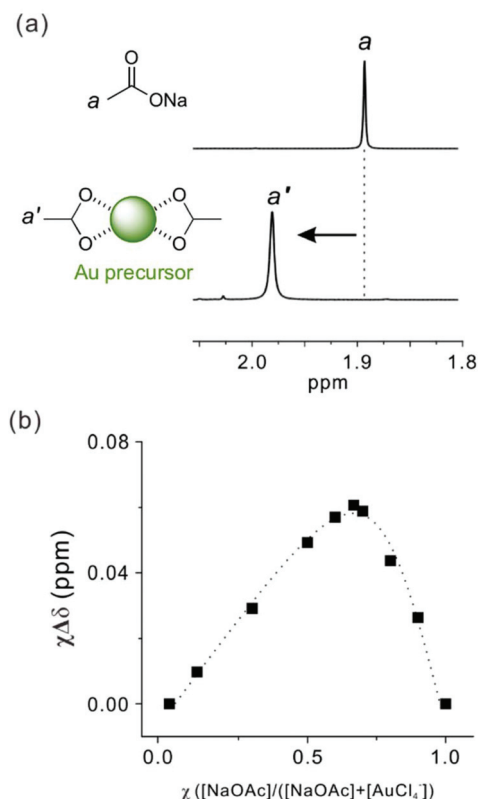 (a)
a
O
a
ONa
a'
O
O
a'
O
O
Au precursor
2.0
1.9
1.8
ppm
(b)
0.08
0.04
0.00
χΔδ (ppm)
0.0
0.5
1.0
χ ([NaOAc]/([NaOAc]+[AuCl₄⁻])